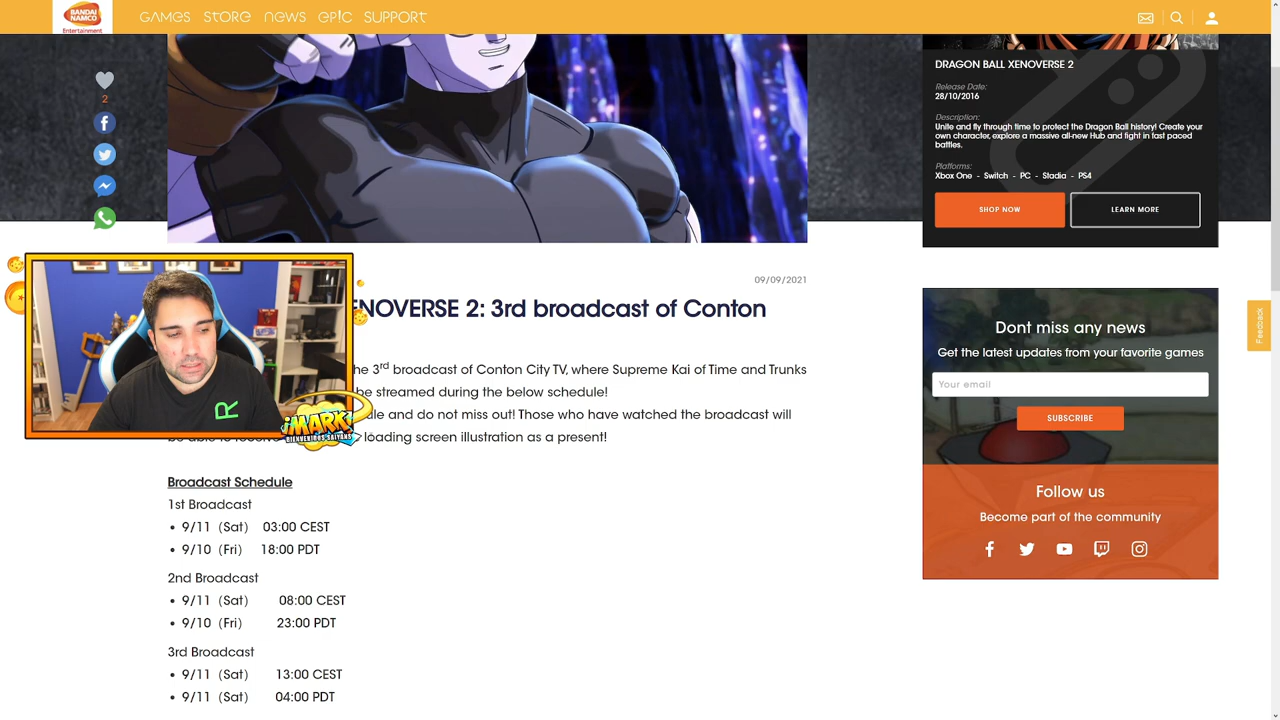 BANDAI
NAMCO
Entertainment
GAMES STORE NEWS EPIC SUPPORT
2
DRAGON BALL XENOVERSE 2
Release Date:
28/10/2016
Description:
Unite and fly through time to protect the Dragon Ball history! Create your
own character, explore a massive all-new Hub and fight in fast paced
battles.
Platforms:
Xbox One - Switch - PC - Stadia - PS4
SHOP NOW
LEARN MORE
09/09/2021
ENOVERSE 2: 3rd broadcast of Conton
he 3rd broadcast of Conton City TV, where Supreme Kai of Time and Trunks
be streamed during the below schedule!
le and do not miss out! Those who have watched the broadcast will
loading screen illustration as a present!
R
¡MARK!
BIENVENIDOS SAIYANS
Broadcast Schedule
1st Broadcast
• 9/11 (Sat) 03:00 CEST
• 9/10 (Fri) 18:00 PDT
2nd Broadcast
• 9/11 (Sat) 08:00 CEST
• 9/10 (Fri) 23:00 PDT
3rd Broadcast
• 9/11 (Sat) 13:00 CEST
• 9/11 (Sat) 04:00 PDT
Dont miss any news
Get the latest updates from your favorite games
Your email
SUBSCRIBE
Follow us
Become part of the community
Feedback